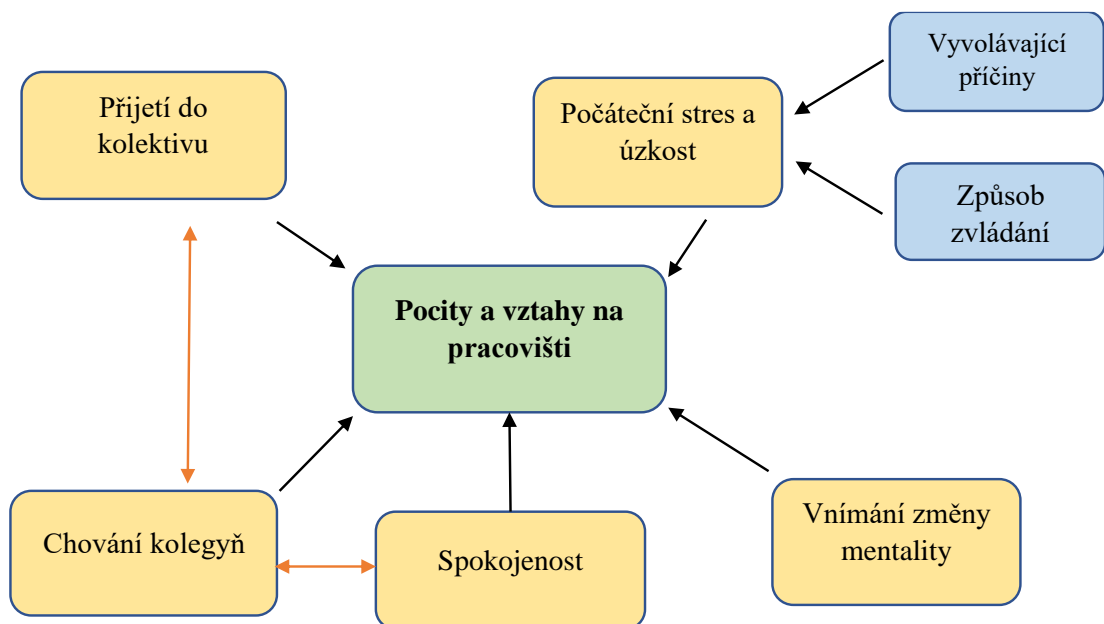 Vyvolávající
příčiny
Přijetí do
kolektivu
Počáteční stres a
úzkost
Způsob
zvládání
Pocity a vztahy na
pracovišti
Chování kolegyň
Spokojenost
Vnímání změny
mentality